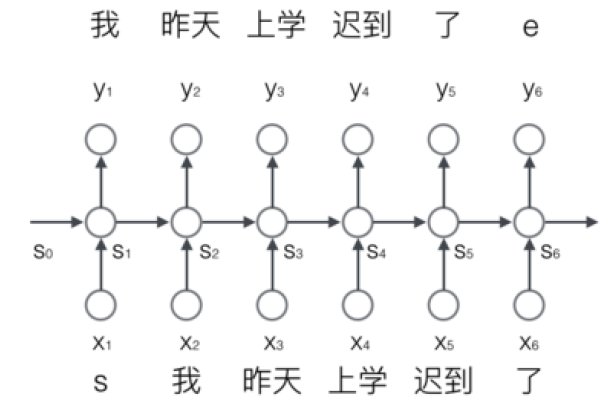 我 昨天 上学 迟到 了 e
y1 y2 y3 y4 y5 y6
S0 S1 S2 S3 S4 S5 S6
x1 x2 x3 x4 x5 x6
s 我 昨天 上学 迟到 了